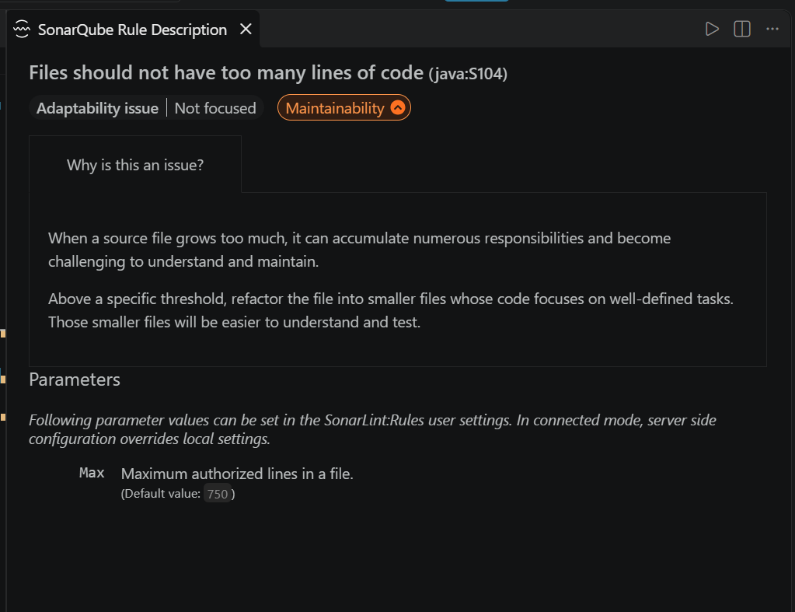 SonarQube Rule Description
Files should not have too many lines of code (java:S104)
Adaptability issue | Not focused Maintainability
Why is this an issue?
When a source file grows too much, it can accumulate numerous responsibilities and become
challenging to understand and maintain.
Above a specific threshold, refactor the file into smaller files whose code focuses on well-defined tasks.
Those smaller files will be easier to understand and test.
Parameters
Following parameter values can be set in the SonarLint:Rules user settings. In connected mode, server side
configuration overrides local settings.
Max Maximum authorized lines in a file.
(Default value: 750)